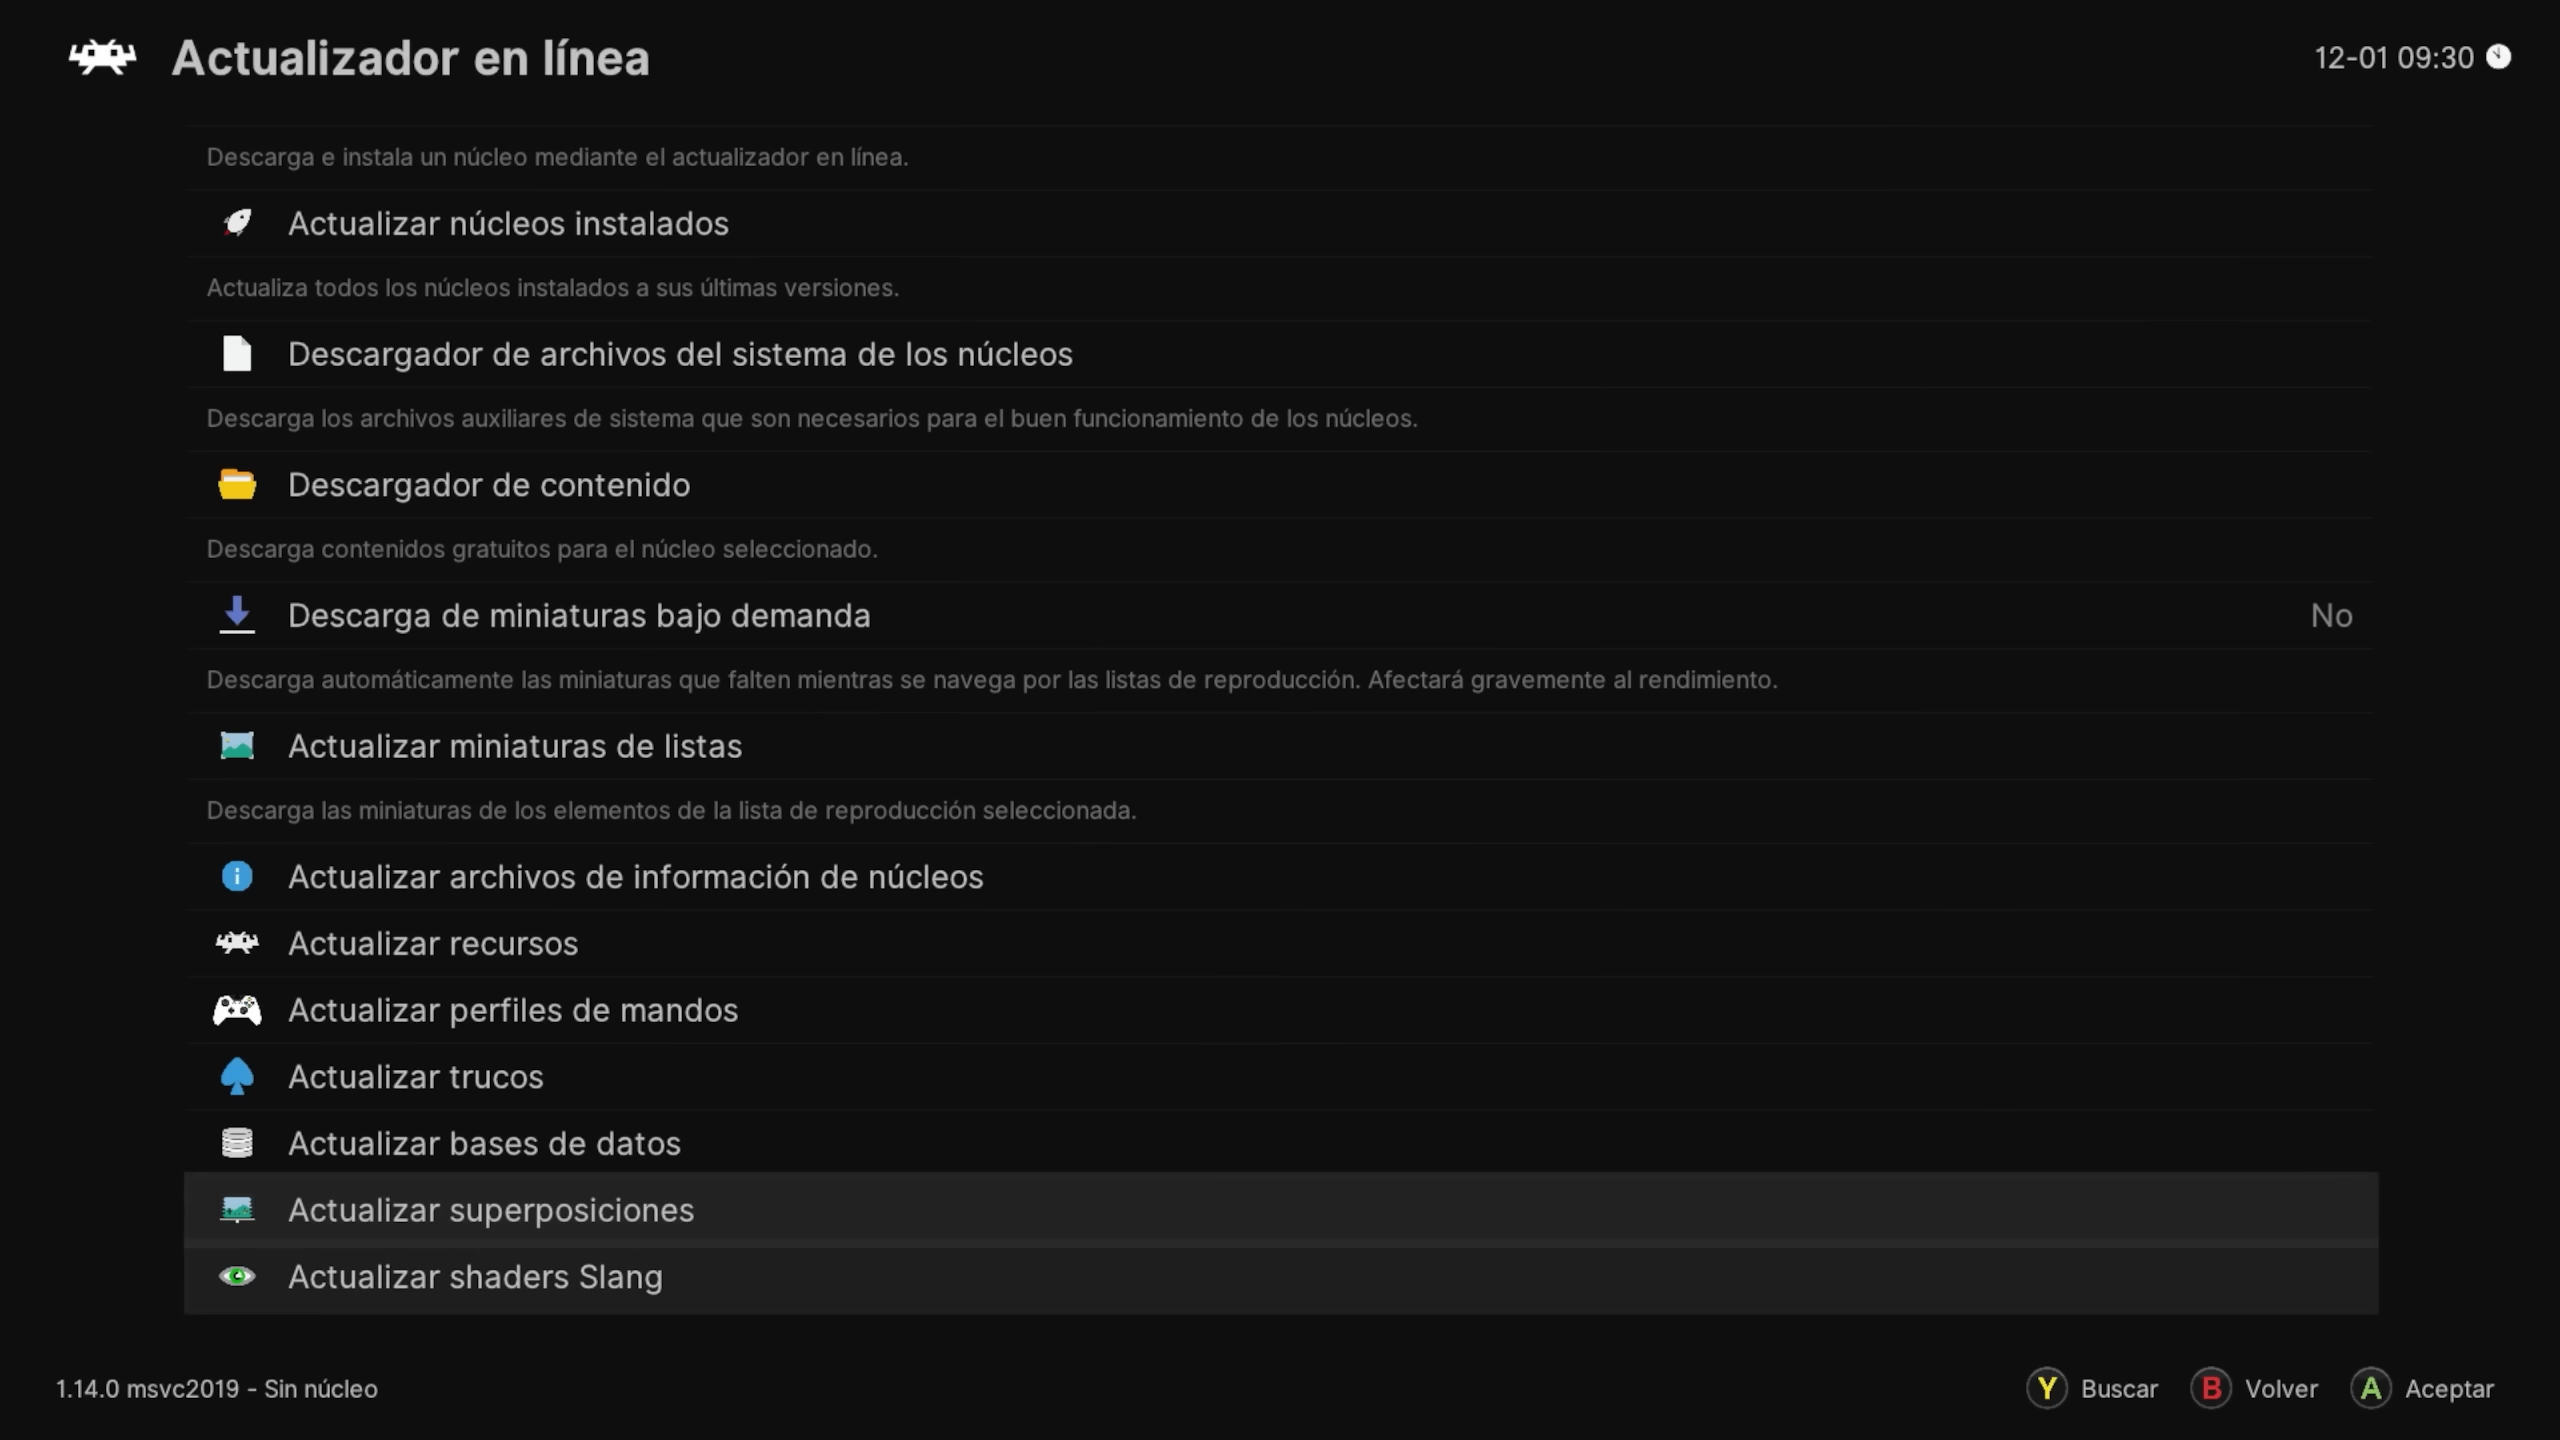 Actualizador en línea
12-01 09:30
Descarga e instala un núcleo mediante el actualizador en línea.
Actualizar núcleos instalados
Actualiza todos los núcleos instalados a sus últimas versiones.
Descargador de archivos del sistema de los núcleos
Descarga los archivos auxiliares de sistema que son necesarios para el buen funcionamiento de los núcleos.
Descargador de contenido
Descarga contenidos gratuitos para el núcleo seleccionado.
Descarga de miniaturas bajo demanda No
Descarga automáticamente las miniaturas que falten mientras se navega por las listas de reproducción. Afectará gravemente al rendimiento.
Actualizar miniaturas de listas
Descarga las miniaturas de los elementos de la lista de reproducción seleccionada.
Actualizar archivos de información de núcleos
Actualizar recursos
Actualizar perfiles de mandos
Actualizar trucos
Actualizar bases de datos
Actualizar superposiciones
Actualizar shaders Slang
1.14.0 msvc2019 - Sin núcleo
Y Buscar B Volver A Aceptar